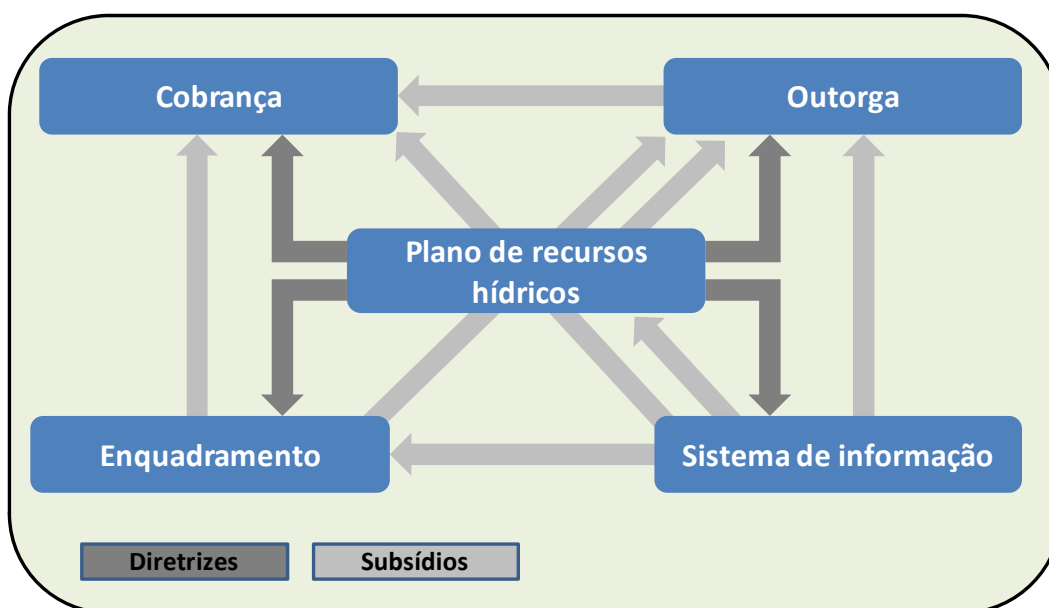 Cobrança
Outorga
Plano de recursos
hídricos
Enquadramento
Sistema de informação
Diretrizes
Subsídios